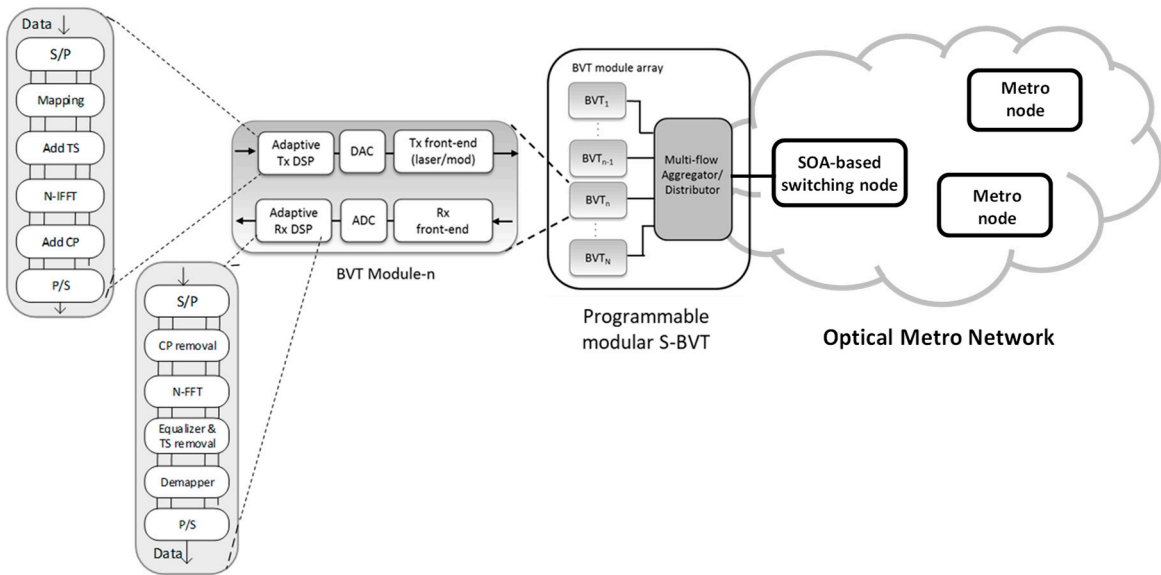 Data
S/P
Mapping
Add TS
N-IFFT
Add CP
P/S
S/P
CP removal
N-FFT
Equalizer &
TS removal
Demapper
P/S
Data
Adaptive
Tx DSP
DAC
Tx front-end
(laser/mod)
Adaptive
Rx DSP
ADC
Rx
front-end
BVT Module-n
BVT module array
BVT1
BVTn-1
BVTn
BVTN
Multi-flow
Aggregator/
Distributor
Programmable
modular S-BVT
SOA-based
switching node
Metro
node
Metro
node
Optical Metro Network